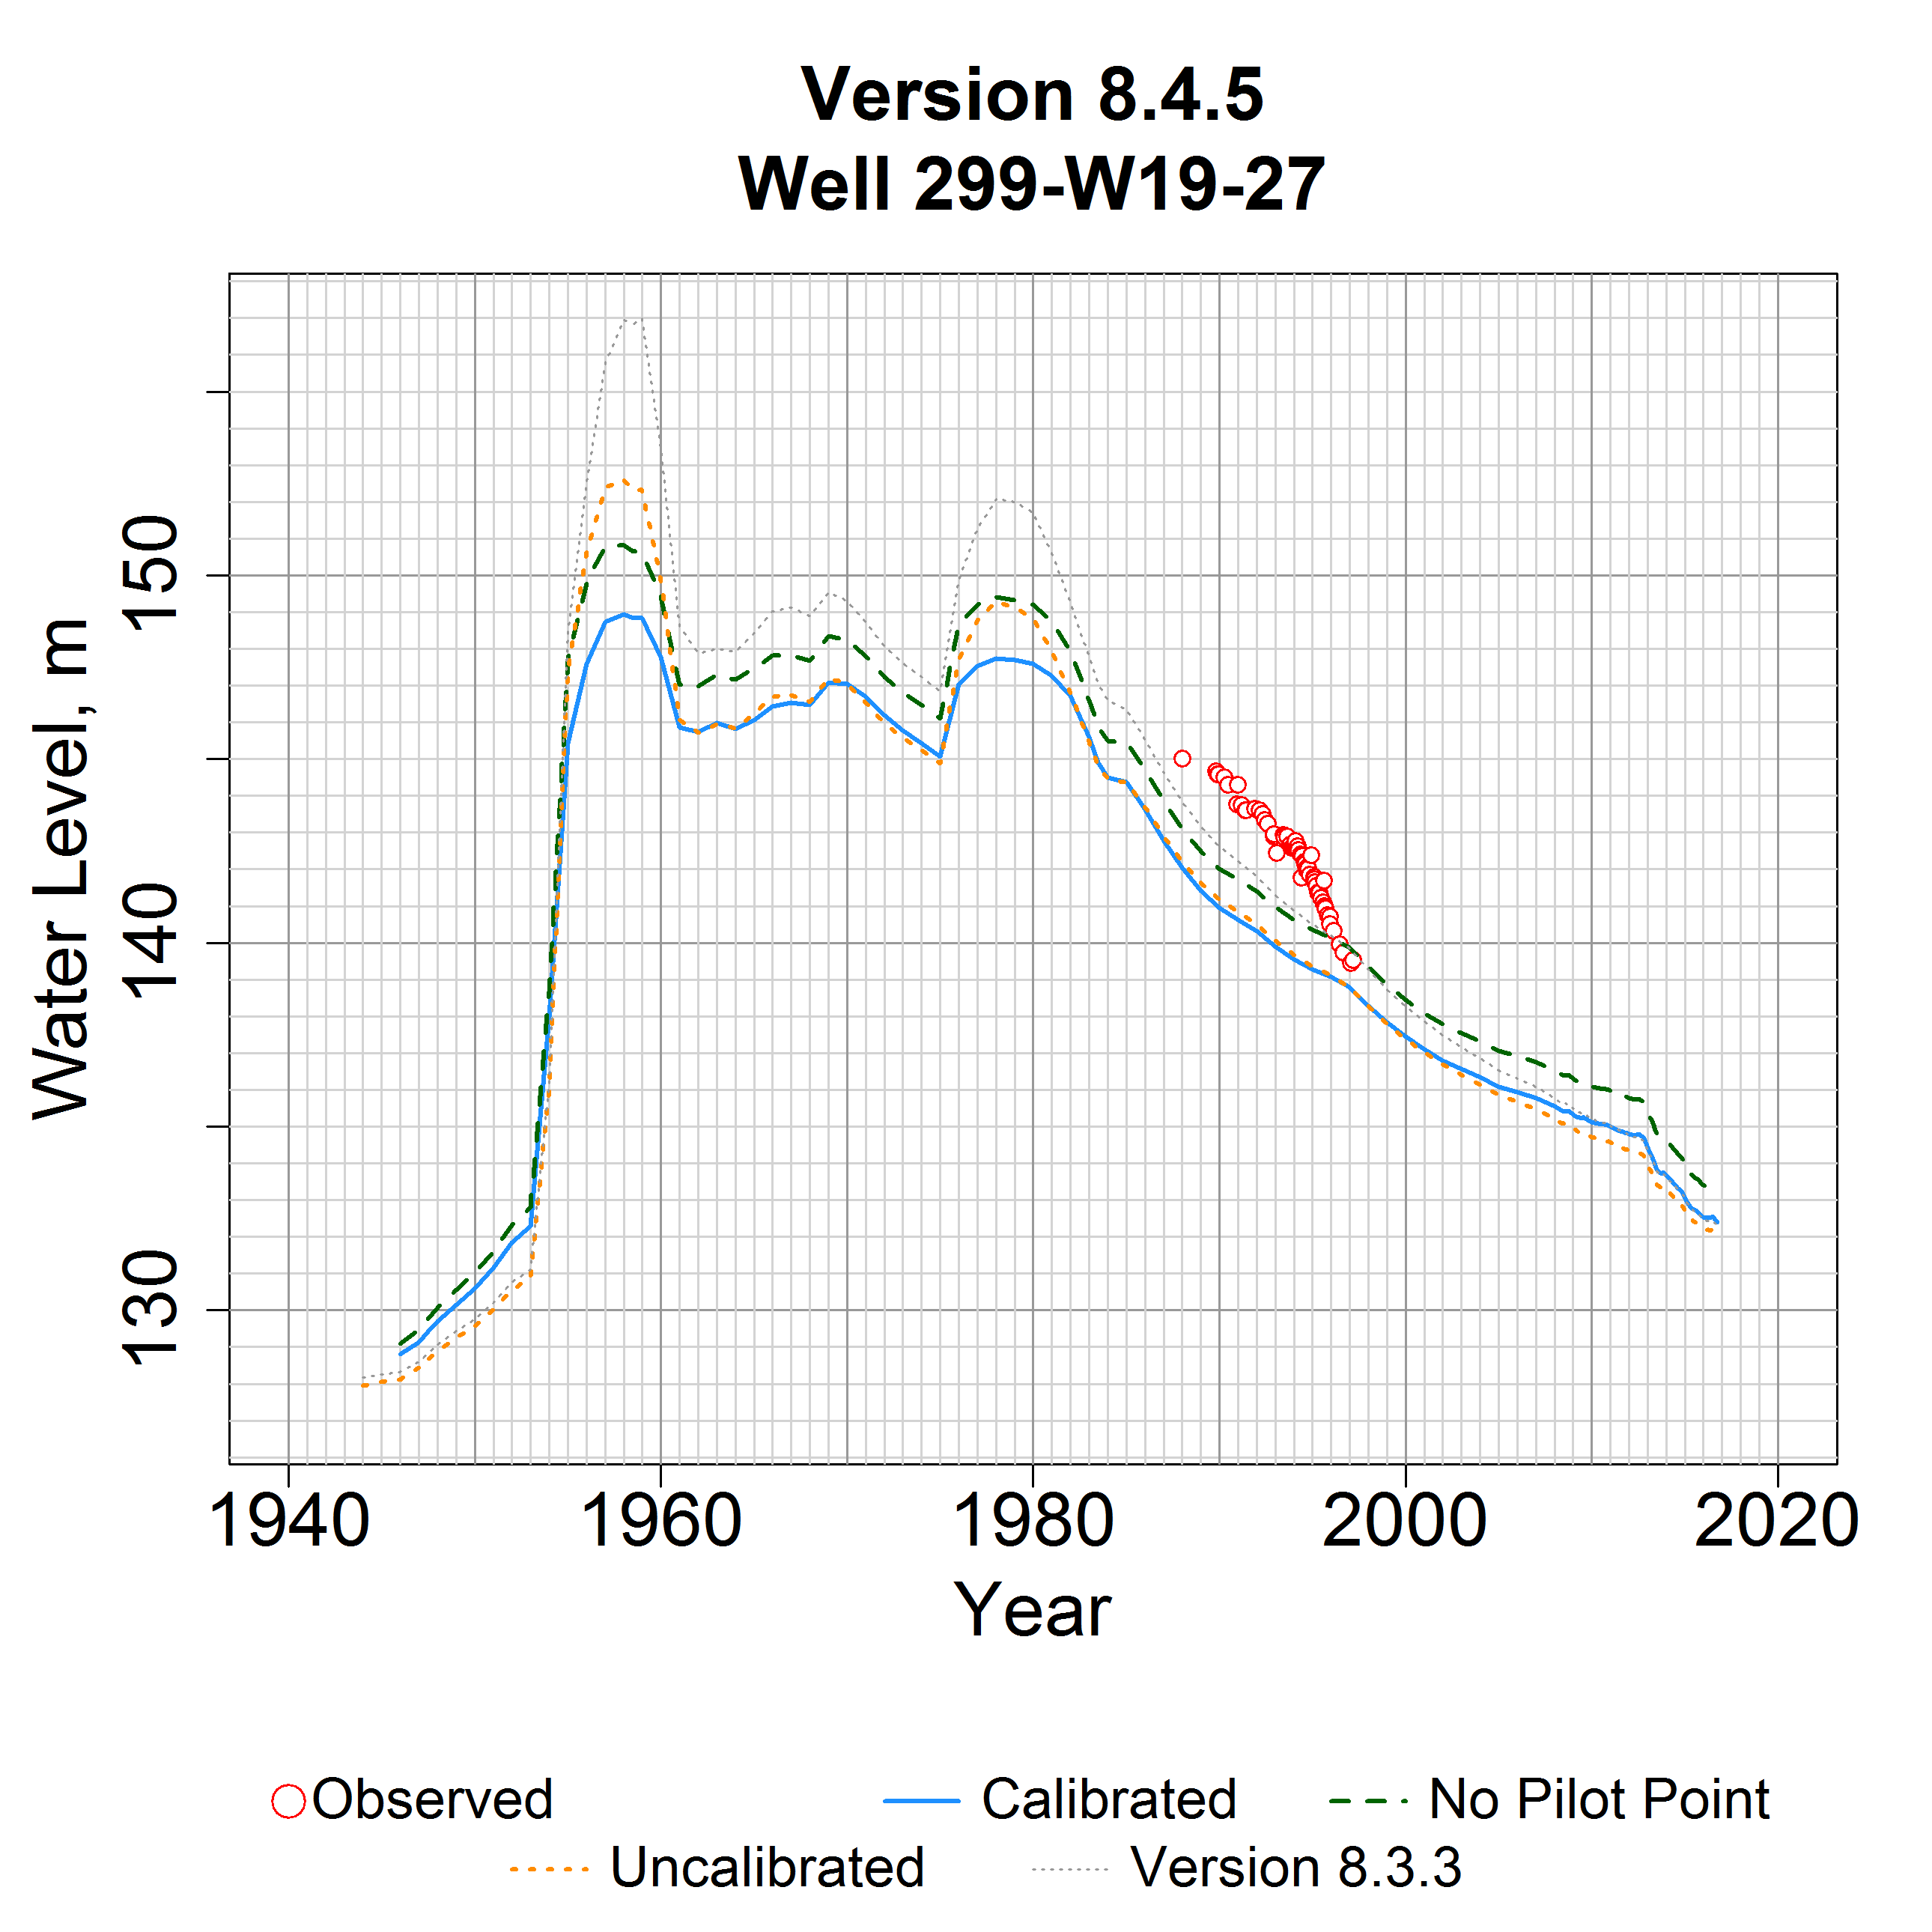 Version 8.4.5
Well 299-W19-27
Water Level, m
150
140
130
1940 1960 1980 2000 2020
Year
Observed Calibrated No Pilot Point
Uncalibrated Version 8.3.3